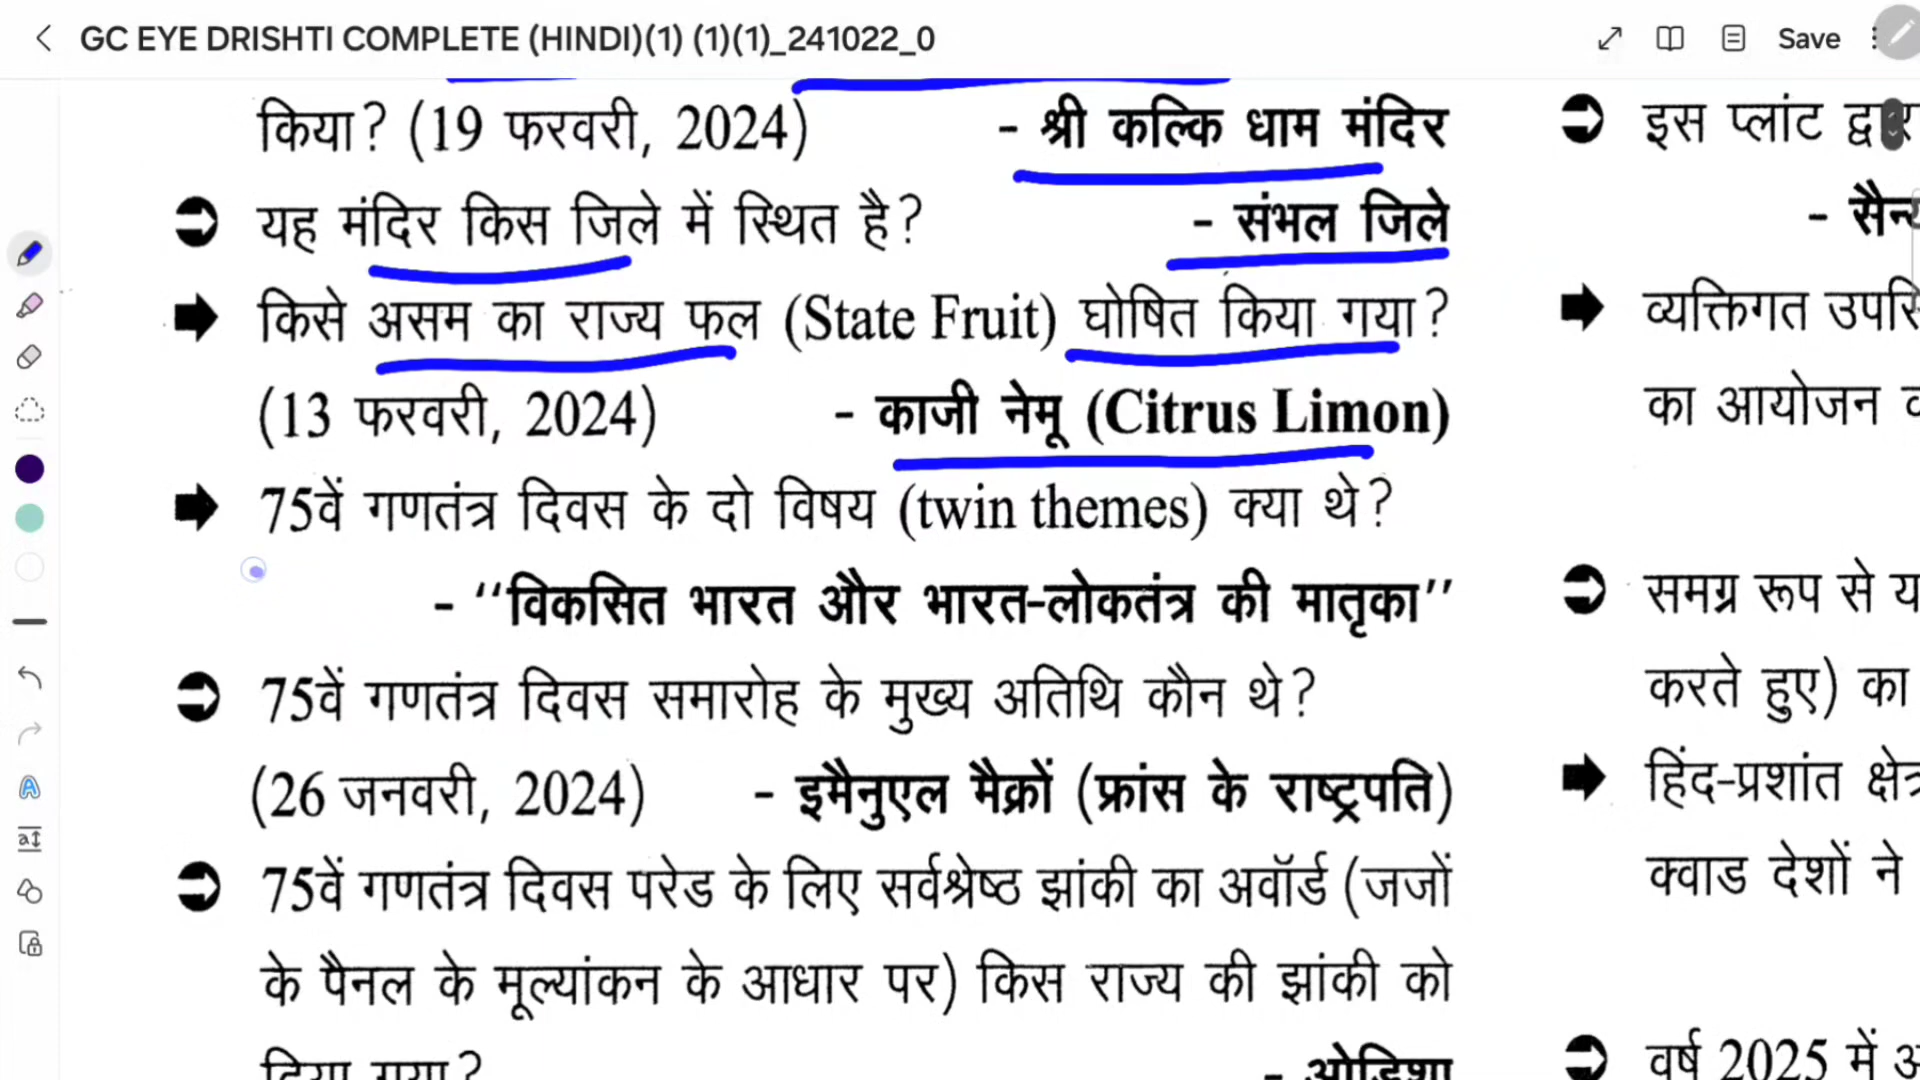 GC EYE DRISHTI COMPLETE (HINDI)(1) (1)(1)_241022_0
Save
किया? (19 फरवरी, 2024) - श्री कल्कि धाम मंदिर
यह मंदिर किस जिले में स्थित है? - संभल जिले
किसे असम का राज्य फल (State Fruit) घोषित किया गया?
(13 फरवरी, 2024) - काजी नेमू (Citrus Limon)
75वें गणतंत्र दिवस के दो विषय (twin themes) क्या थे?
- ‘‘विकसित भारत और भारत-लोकतंत्र की मातृका’’
75वें गणतंत्र दिवस समारोह के मुख्य अतिथि कौन थे?
(26 जनवरी, 2024) - इमैनुएल मैक्रों (फ्रांस के राष्ट्रपति)
75वें गणतंत्र दिवस परेड के लिए सर्वश्रेष्ठ झांकी का अवॉर्ड (जजों
के पैनल के मूल्यांकन के आधार पर) किस राज्य की झांकी को
दिया गया? - ओडिशा
इस प्लांट
व्यक्तिगत
का आयोजन
समग्र रूप से
करते हुए) का
हिंद-प्रशांत
क्वाड देशों ने
वर्ष 2025 में